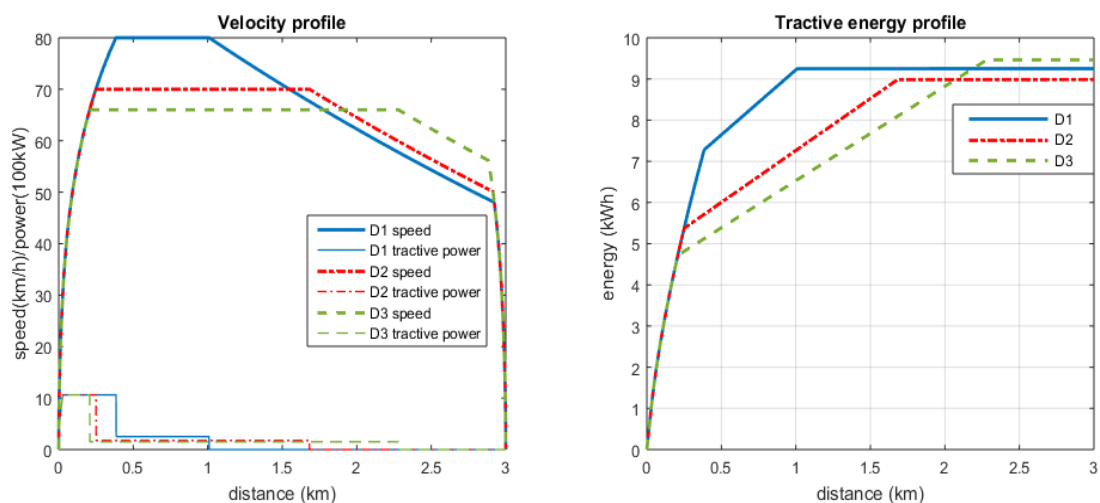 Velocity profile
speed(km/h)/power(100kW)
80
70
60
50
40
30
20
10
0
D1 speed
D1 tractive power
D2 speed
D2 tractive power
D3 speed
D3 tractive power
0 0.5 1 1.5 2 2.5 3
distance (km)
Tractive energy profile
energy (kWh)
10
9
8
7
6
5
4
3
2
1
0
D1
D2
D3
0 0.5 1 1.5 2 2.5 3
distance (km)